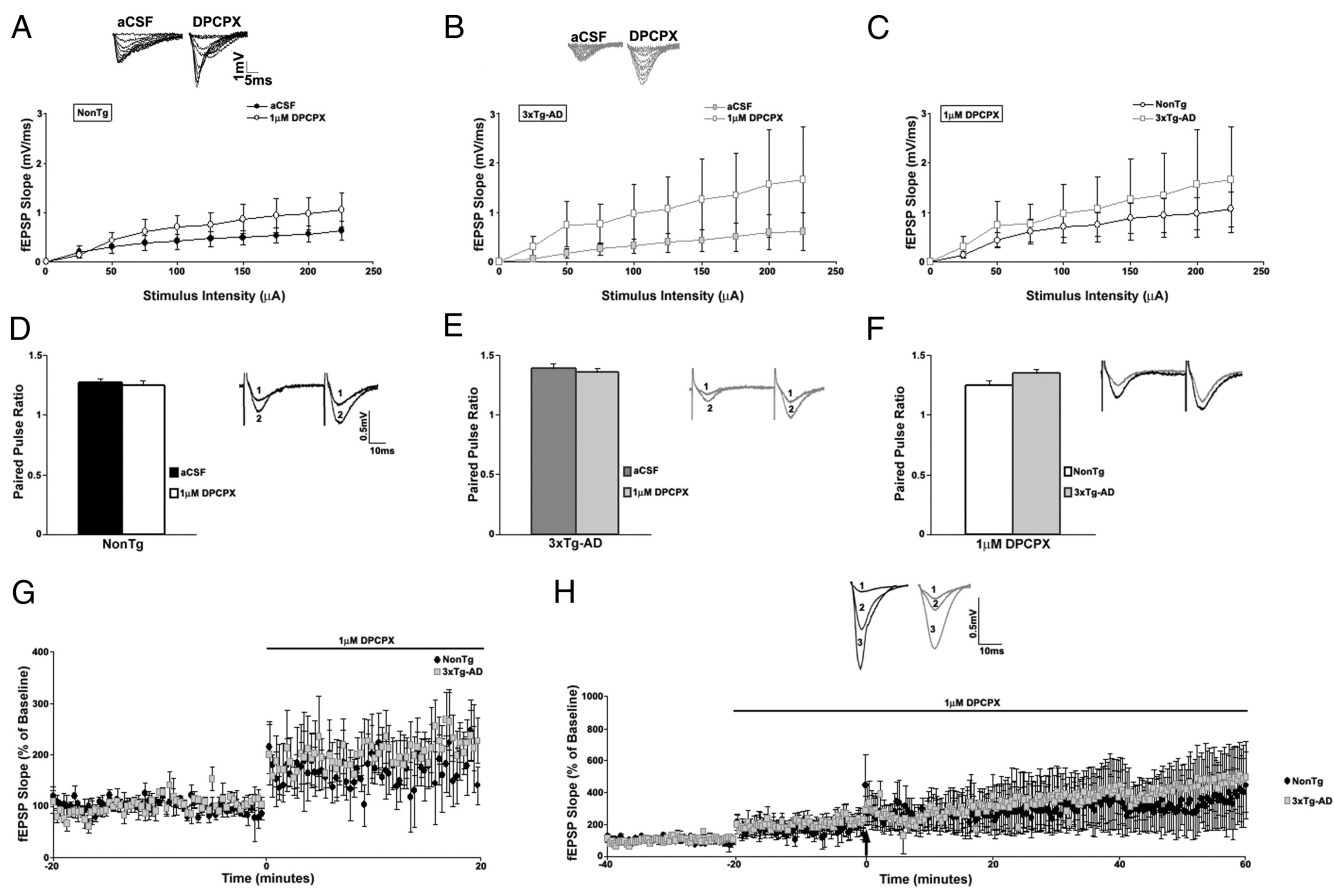 A
aCSF DPCPX
1mV
5ms
NonTg
aCSF
1μM DPCPX
fEPSP Slope (mV/ms)
3
2
1
0
0 50 100 150 200 250
Stimulus Intensity (μA)
B
aCSF DPCPX
3xTg-AD
aCSF
1μM DPCPX
fEPSP Slope (mV/ms)
3
2
1
0
0 50 100 150 200 250
Stimulus Intensity (μA)
C
1μM DPCPX
NonTg
3xTg-AD
fEPSP Slope (mV/ms)
3
2
1
0
0 50 100 150 200 250
Stimulus Intensity (μA)
D
Paired Pulse Ratio
1.5
1
0.5
0
1 1
2 2
0.5mV
10ms
aCSF
1μM DPCPX
NonTg
E
Paired Pulse Ratio
1.5
1
0.5
0
1 1
2 2
aCSF
1μM DPCPX
3xTg-AD
F
Paired Pulse Ratio
1.5
1
0.5
0
NonTg
3xTg-AD
1μM DPCPX
G
1μM DPCPX
NonTg
3xTg-AD
fEPSP Slope (% of Baseline)
400
300
200
100
0
-20 0 20
Time (minutes)
H
1 1
2 2
3 3
0.5mV
10ms
1μM DPCPX
fEPSP Slope (% of Baseline)
1000
800
600
400
200
0
-40 -20 0 20 40 60
Time (minutes)
NonTg
3xTg-AD